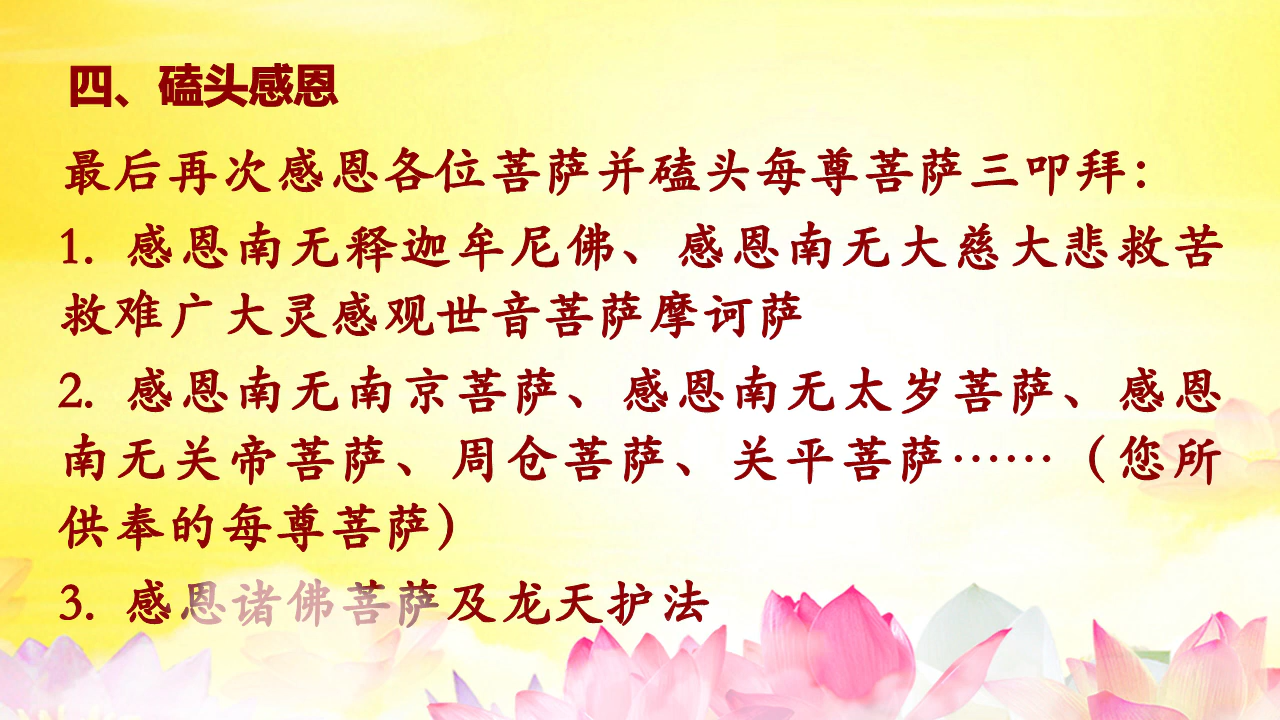 四、磕头感恩
最后再次感恩各位菩萨并磕头每尊菩萨三叩拜：
1. 感恩南无释迦牟尼佛、感恩南无大慈大悲救苦
救难广大灵感观世音菩萨摩诃萨
2. 感恩南无南京菩萨、感恩南无太岁菩萨、感恩
南无关帝菩萨、周仓菩萨、关平菩萨……（您所
供奉的每尊菩萨）
3. 感恩诸佛菩萨及龙天护法